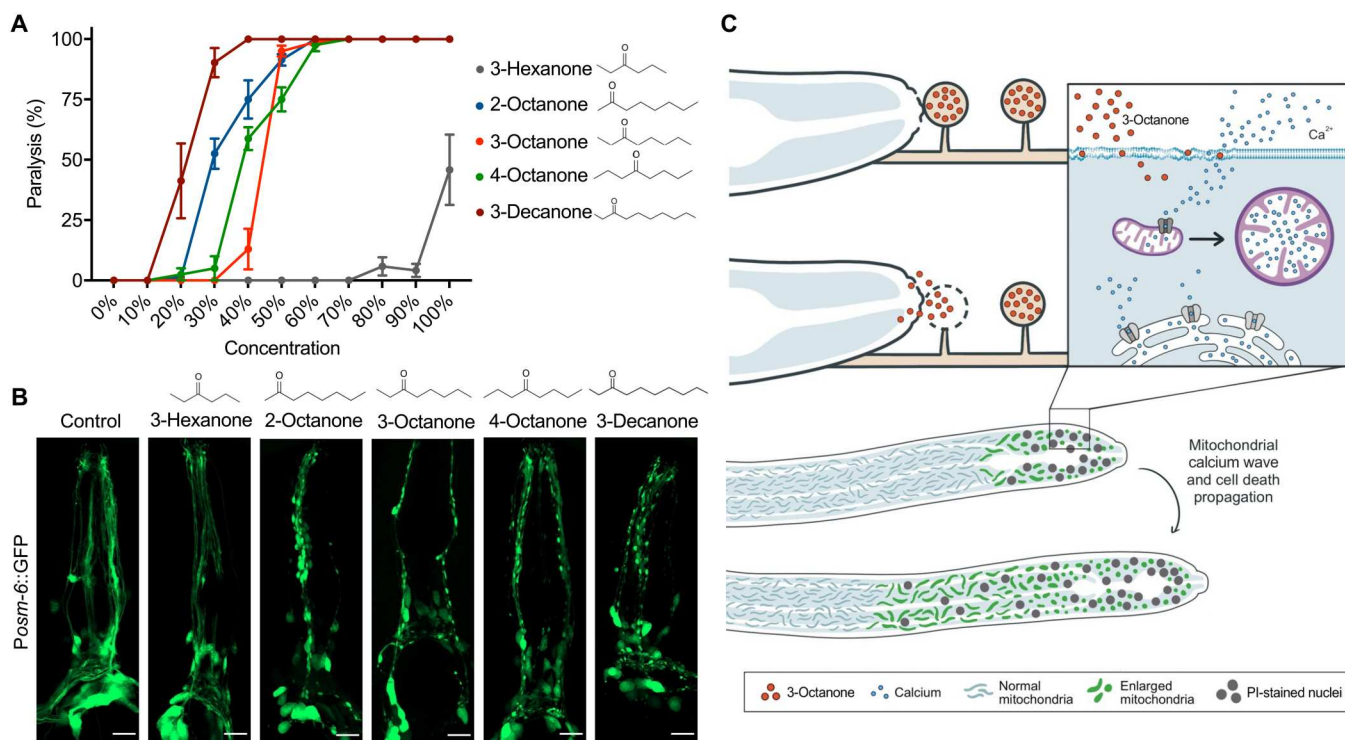 A
Paralysis (%)
100
75
50
25
0
0%
10%
20%
30%
40%
50%
60%
70%
80%
90%
100%
Concentration
3-Hexanone
O
2-Octanone
O
3-Octanone
O
4-Octanone
O
3-Decanone
O
B
O
O
O
O
O
Control
3-Hexanone
2-Octanone
3-Octanone
4-Octanone
3-Decanone
Posm-6::GFP
C
3-Octanone
Ca²⁺
Mitochondrial
calcium wave
and cell death
propagation
3-Octanone
Calcium
Normal
mitochondria
Enlarged
mitochondria
PI-stained nuclei